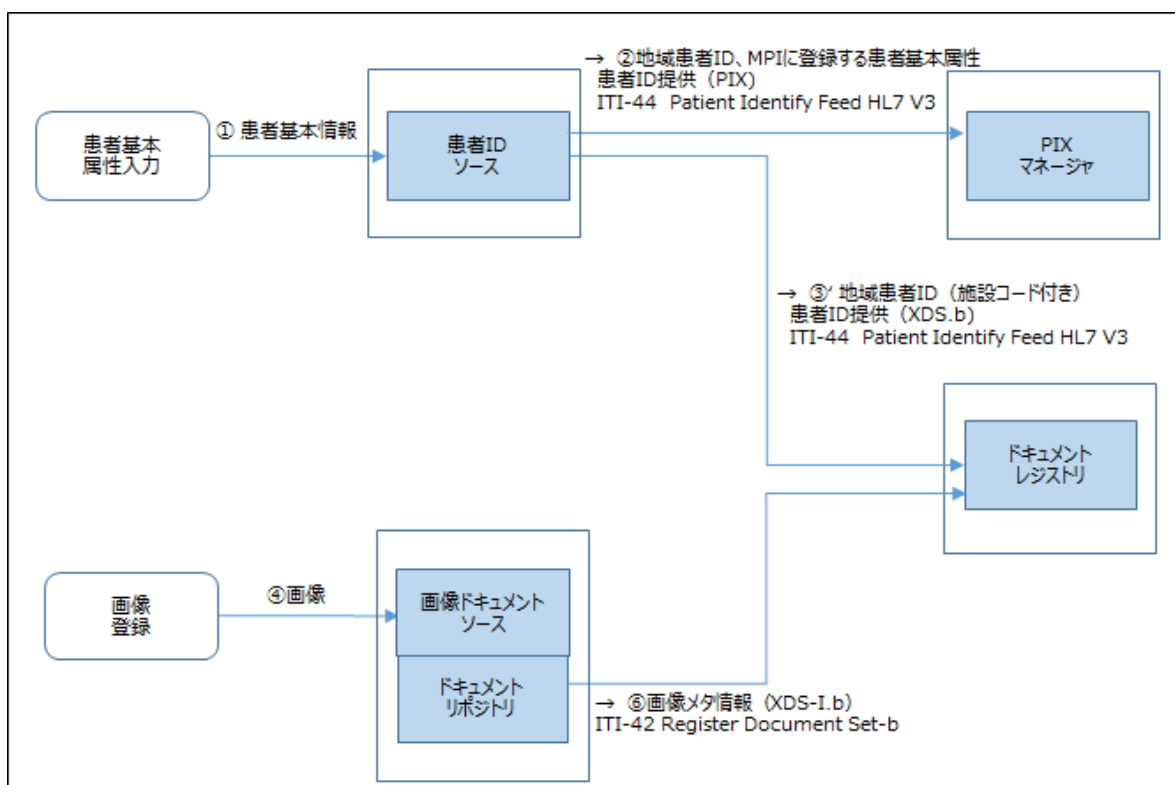 → ②地域患者ID、MPIに登録する患者基本属性
患者ID提供（PIX)
ITI-44 Patient Identify Feed HL7 V3
患者基本
属性入力
① 患者基本情報
患者ID
ソース
PIX
マネージャ
→ ③’ 地域患者ID（施設コード付き）
患者ID提供（XDS.b)
ITI-44 Patient Identify Feed HL7 V3
ドキュメント
レジストリ
画像
登録
④画像
画像ドキュメント
ソース
ドキュメント
リポジトリ
→ ⑥画像メタ情報（XDS-I.b）
ITI-42 Register Document Set-b